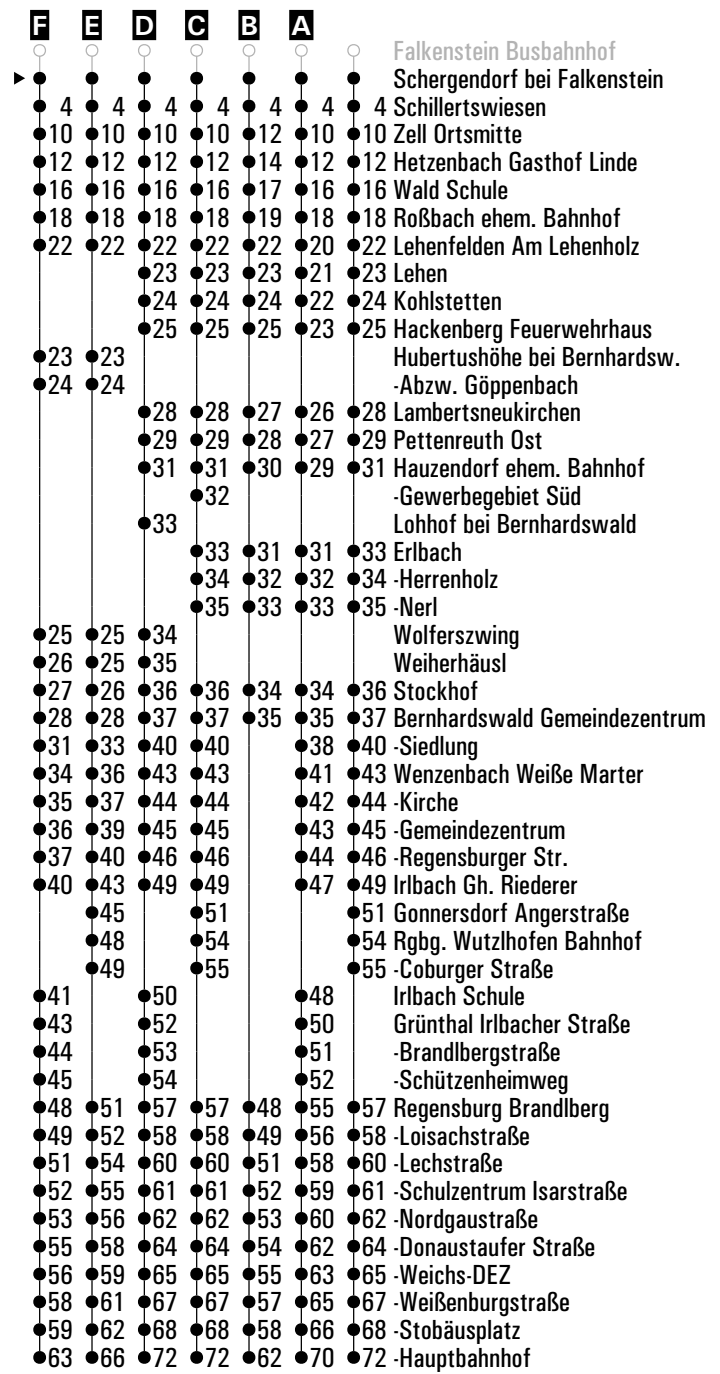 F E D C B A
Falkenstein Busbahnhof
Schergendorf bei Falkenstein
4 4 4 4 4 4 4 Schillertswiesen
10 10 10 10 12 10 10 Zell Ortsmitte
12 12 12 12 14 12 12 Hetzenbach Gasthof Linde
16 16 16 16 17 16 16 Wald Schule
18 18 18 18 19 18 18 Roßbach ehem. Bahnhof
22 22 22 22 22 20 22 Lehenfelden Am Lehenholz
23 23 23 21 23 Lehen
24 24 24 22 24 Kohlstetten
25 25 25 23 25 Hackenberg Feuerwehrhaus
23 23 Hubertushöhe bei Bernhardsw.
24 24 -Abzw. Göppenbach
28 28 27 26 28 Lambertsneukirchen
29 29 28 27 29 Pettenreuth Ost
31 31 30 29 31 Hauzendorf ehem. Bahnhof
32 -Gewerbegebiet Süd
33 Lohhof bei Bernhardswald
33 31 31 33 Erlbach
34 32 32 34 -Herrenholz
35 33 33 35 -Nerl
25 25 34 Wolferszwing
26 25 35 Weiherhäusl
27 26 36 36 34 34 36 Stockhof
28 28 37 37 35 35 37 Bernhardswald Gemeindezentrum
31 33 40 40 38 40 -Siedlung
34 36 43 43 41 43 Wenzenbach Weiße Marter
35 37 44 44 42 44 -Kirche
36 39 45 45 43 45 -Gemeindezentrum
37 40 46 46 44 46 -Regensburger Str.
40 43 49 49 47 49 Irlbach Gh. Riederer
45 51 51 Gonnersdorf Angerstraße
48 54 54 Rgbg. Wutzlhofen Bahnhof
49 55 55 -Coburger Straße
41 50 48 Irlbach Schule
43 52 50 Grünthal Irlbacher Straße
44 53 51 -Brandlbergstraße
45 54 52 -Schützenheimweg
48 51 57 57 48 55 57 Regensburg Brandlberg
49 52 58 58 49 56 58 -Loisachstraße
51 54 60 60 51 58 60 -Lechstraße
52 55 61 61 52 59 61 -Schulzentrum Isarstraße
53 56 62 62 53 60 62 -Nordgaustraße
55 58 64 64 54 62 64 -Donaustaufer Straße
56 59 65 65 55 63 65 -Weichs-DEZ
58 61 67 67 57 65 67 -Weißenburgstraße
59 62 68 68 58 66 68 -Stobäusplatz
63 66 72 72 62 70 72 -Hauptbahnhof